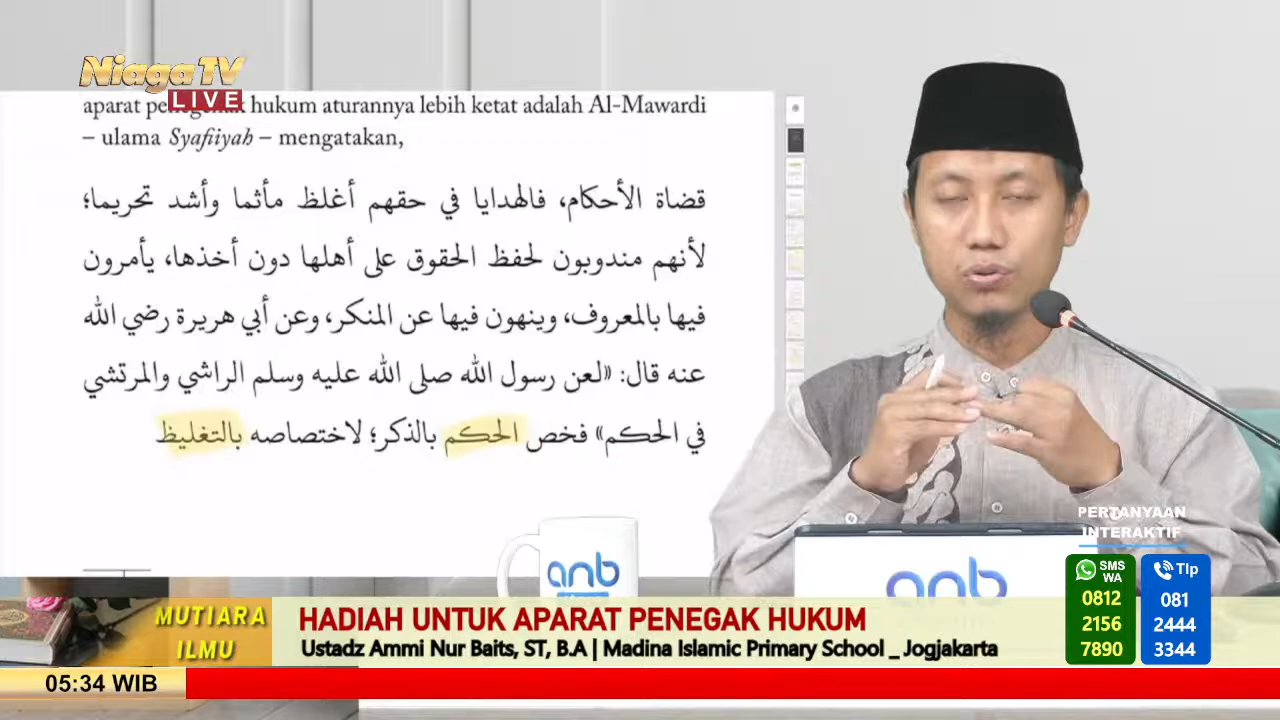 Niaga TV
LIVE
aparat penegak hukum aturannya lebih ketat adalah Al-Mawardi
– ulama Syafiiyah – mengatakan,
قضاة الأحكام، فالهدايا في حقهم أغلظ مأثما وأشد تحريما؛
لأنهم مندوبون لحفظ الحقوق على أهلها دون أخذها، يأمرون
فيها بالمعروف، وينهون فيها عن المنكر، وعن أبي هريرة رضي الله
عنه قال: «لعن رسول الله صلى الله عليه وسلم الراشي والمرتشي
في الحكم» فخص الحكم بالذكر؛ لاختصاصه بالتغليظ
anb
anb
PERTANYAAN
INTERAKTIF
SMS
WA
0812
2156
7890
Tlp
081
2444
3344
MUTIARA
ILMU
HADIAH UNTUK APARAT PENEGAK HUKUM
Ustadz Ammi Nur Baits, ST, B.A | Madina Islamic Primary School _ Jogjakarta
05:34 WIB